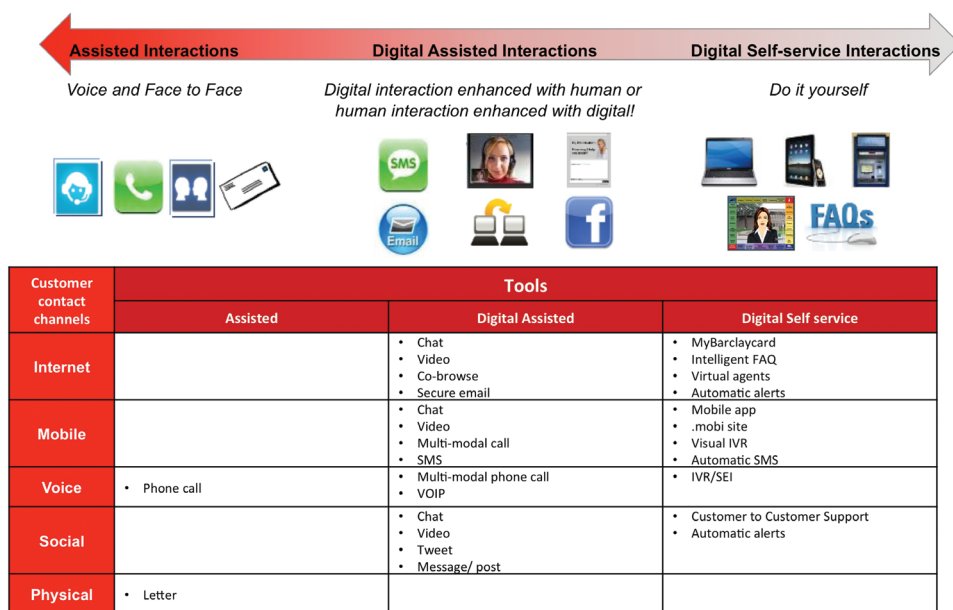 Assisted Interactions
Digital Assisted Interactions
Digital Self-service Interactions
Voice and Face to Face
Digital interaction enhanced with human or
human interaction enhanced with digital!
Do it yourself
SMS
Email
f
FAQs
Customer
contact
channels
Tools
Assisted
Digital Assisted
Digital Self service
Internet
• Chat
• Video
• Co-browse
• Secure email
• MyBarclaycard
• Intelligent FAQ
• Virtual agents
• Automatic alerts
Mobile
• Chat
• Video
• Multi-modal call
• SMS
• Mobile app
• .mobi site
• Visual IVR
• Automatic SMS
Voice
• Phone call
• Multi-modal phone call
• VOIP
• IVR/SEI
Social
• Chat
• Video
• Tweet
• Message/ post
• Customer to Customer Support
• Automatic alerts
Physical
• Letter